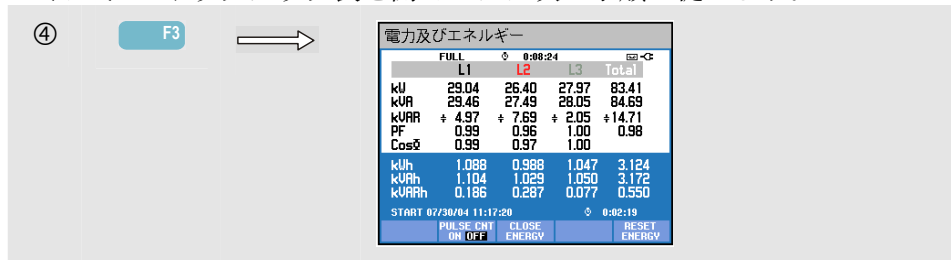 ④ F3
電力及びエネルギー
FULL 0:08:24
L1 L2 L3 Total
kW 29.04 26.40 27.97 83.41
kVA 29.46 27.49 28.05 84.69
kVAR 4.97 7.69 2.05 14.71
PF 0.99 0.96 1.00 0.98
CosΦ 0.99 0.97 1.00
kWh 1.088 0.988 1.047 3.124
kVAh 1.104 1.029 1.050 3.172
kVARh 0.186 0.287 0.077 0.550
START 07/30/04 11:17:20 0:02:19
PULSE CNT CLOSE RESET
ON OFF ENERGY ENERGY